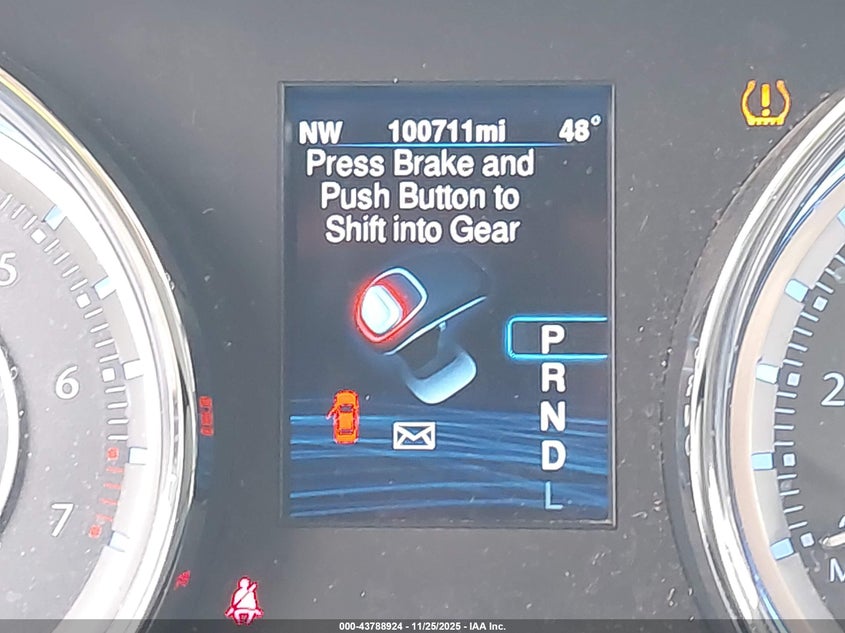 NW 100711mi 48°
Press Brake and
Push Button to
Shift into Gear
P
R
N
D
L
5
6
7
2
M
000-43788924 - 11/25/2025 - IAA Inc.